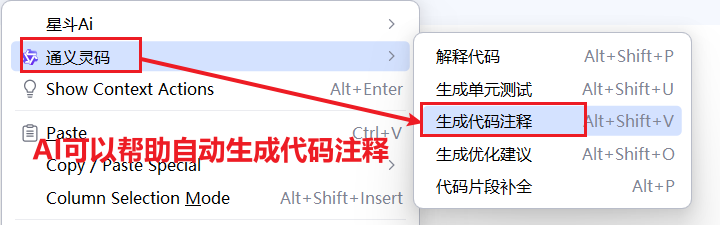 星斗Ai
通义灵码
Show Context Actions Alt+Enter
Paste Ctrl+V
AI可以帮助自动生成代码注释
Copy / Paste Special
Column Selection Mode Alt+Shift+Insert
解释代码 Alt+Shift+P
生成单元测试 Alt+Shift+U
生成代码注释 Alt+Shift+V
生成优化建议 Alt+Shift+O
代码片段补全 Alt+P